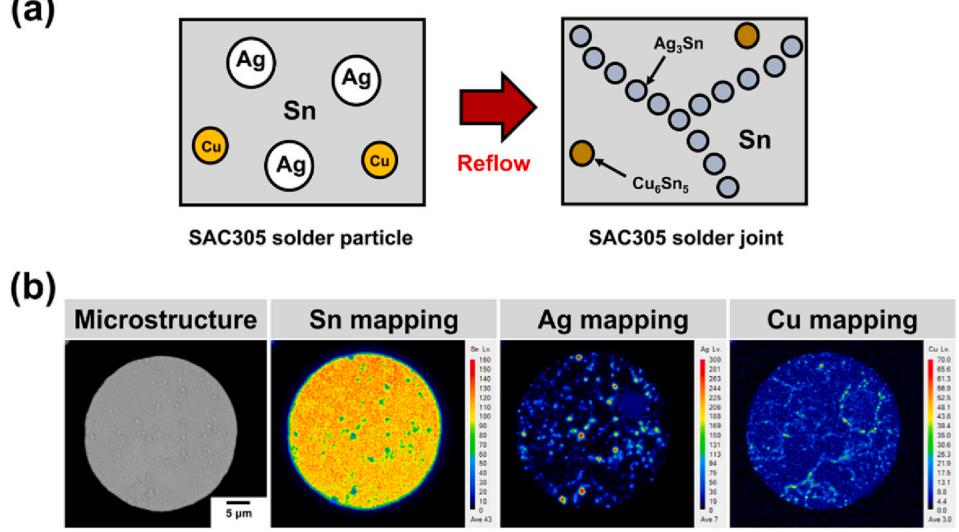 (a)
Ag
Ag
Sn
Cu
Ag
Cu
Reflow
Ag₃Sn
Sn
Cu₆Sn₅
SAC305 solder particle
SAC305 solder joint
(b)
Microstructure
Sn mapping
Ag mapping
Cu mapping
5 μm
Sn Lv.
160
150
140
130
120
110
100
90
80
70
60
50
40
30
20
10
0
Ave 43
Ag Lv.
300
281
263
244
225
206
188
169
150
131
113
94
75
56
38
19
0
Ave 7
Cu Lv.
70.0
65.6
61.3
56.9
52.5
48.1
43.8
39.4
35.0
30.6
26.3
21.9
17.5
13.1
8.8
4.4
0.0
Ave 3.0